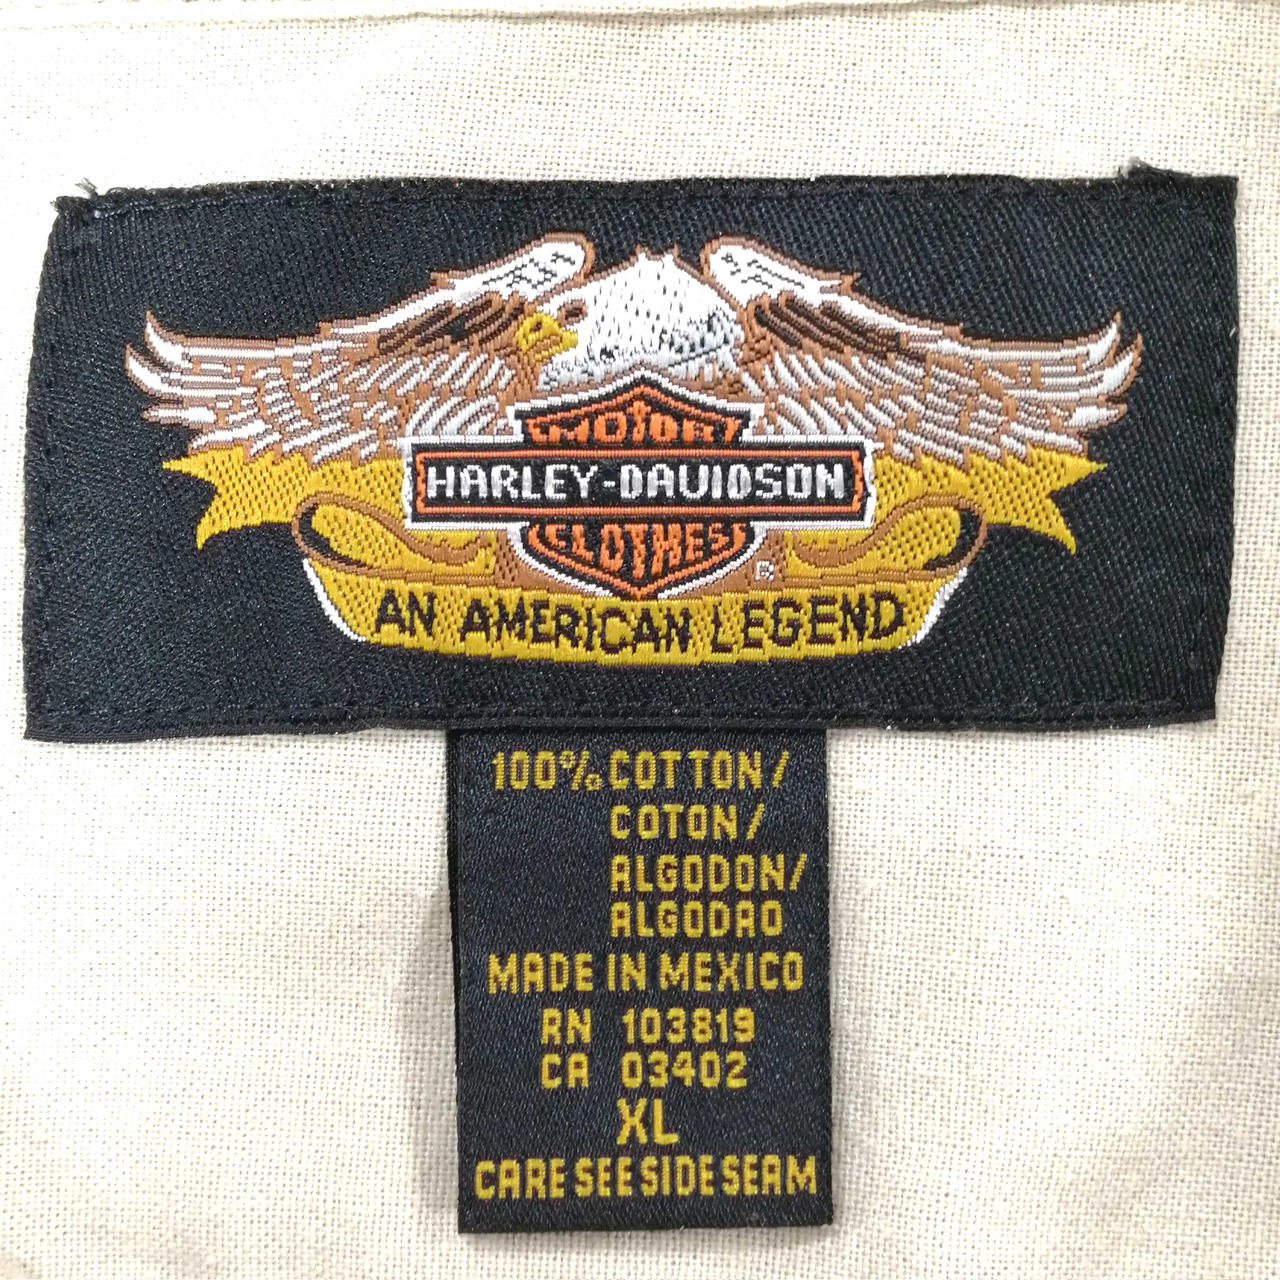 MOTOR
HARLEY-DAVIDSON
CLOTHES
®
AN AMERICAN LEGEND
100% COTTON/
COTON/
ALGODON/
ALGODAO
MADE IN MEXICO
RN 103819
CA 03402
XL
CARE SEE SIDE SEAM